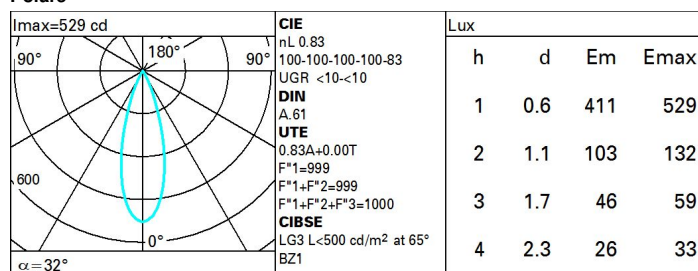 Imax=529 cd
90°
180°
90°
600
0°
α=32°
CIE
nL 0.83
100-100-100-100-83
UGR <10-<10
DIN
A.61
UTE
0.83A+0.00T
F"1=999
F"1+F"2=999
F"1+F"2+F"3=1000
CIBSE
LG3 L<500 cd/m² at 65°
BZ1
Lux
h d Em Emax
1 0.6 411 529
2 1.1 103 132
3 1.7 46 59
4 2.3 26 33